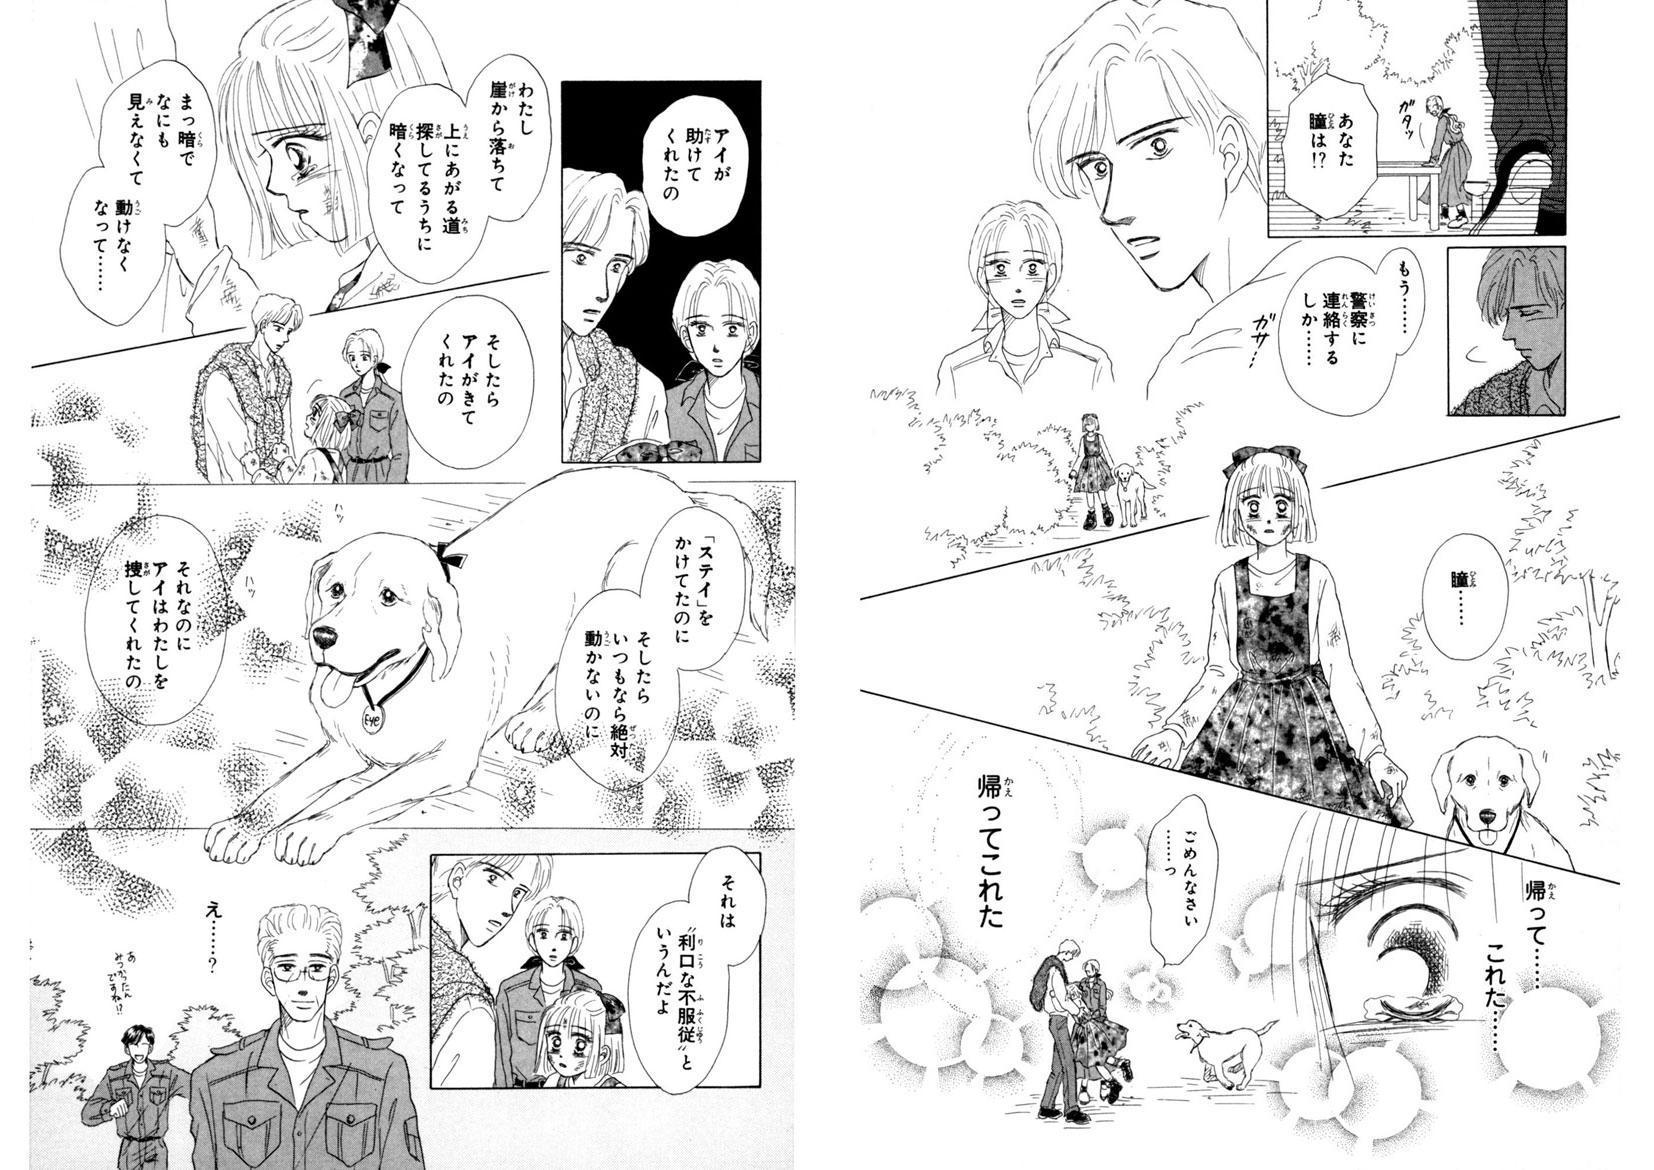 あなた
瞳は!?
ガタッ
もう……
警察に
連絡する
しか……
ガサ…
瞳……
帰って……
これた……
ごめんなさい
……っ
帰ってこれた
アイが
助けて
くれたの
わたし
崖から落ちて
上にあがる道
探してるうちに
暗くなって
まっ暗で
なにも
見えなくて
動けなく
なって……
そしたら
アイがきて
くれたの
「ステイ」を
かけてたのに
そしたら
いつもなら絶対
動かないのに
ハッ
ハッ
Eye
それなのに
アイはわたしを
捜してくれたの
それは
〝利口な不服従〟と
いうんだよ
え……?
あ
みつかったん
ですね!?